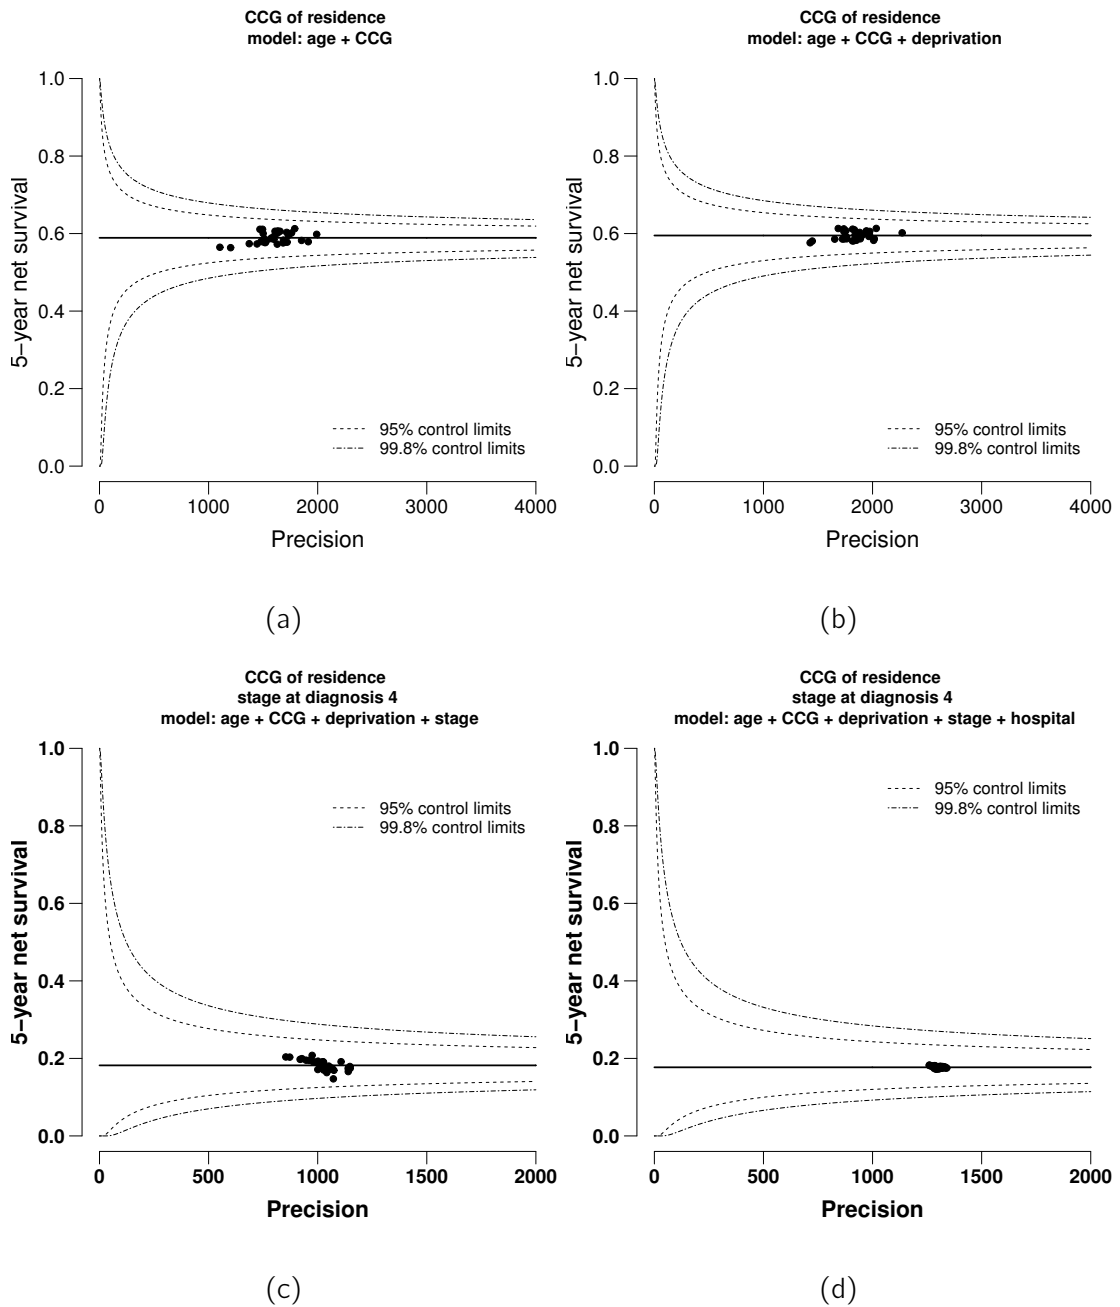 CCG of residence
model: age + CCG
1.0
0.8
0.6
0.4
0.2
0.0
5−year net survival
95% control limits
99.8% control limits
0 1000 2000 3000 4000
Precision
(a)
CCG of residence
model: age + CCG + deprivation
1.0
0.8
0.6
0.4
0.2
0.0
5−year net survival
95% control limits
99.8% control limits
0 1000 2000 3000 4000
Precision
(b)
CCG of residence
stage at diagnosis 4
model: age + CCG + deprivation + stage
1.0
0.8
0.6
0.4
0.2
0.0
5−year net survival
95% control limits
99.8% control limits
0 500 1000 1500 2000
Precision
(c)
CCG of residence
stage at diagnosis 4
model: age + CCG + deprivation + stage + hospital
1.0
0.8
0.6
0.4
0.2
0.0
5−year net survival
95% control limits
99.8% control limits
0 500 1000 1500 2000
Precision
(d)